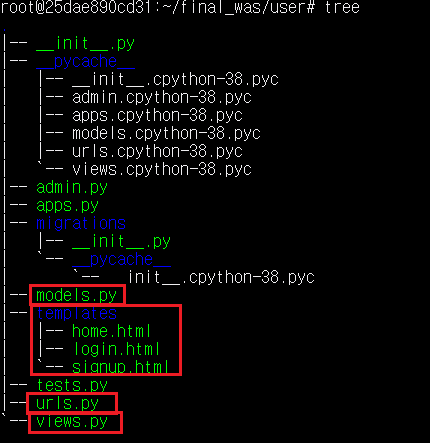 root@25dae890cd31:~/final_was/user# tree
.
|-- __init__.py
|-- __pycache__
|   |-- __init__.cpython-38.pyc
|   |-- admin.cpython-38.pyc
|   |-- apps.cpython-38.pyc
|   |-- models.cpython-38.pyc
|   |-- urls.cpython-38.pyc
|   `-- views.cpython-38.pyc
|-- admin.py
|-- apps.py
|-- migrations
|   |-- __init__.py
|   `-- __pycache__
|       `-- __init__.cpython-38.pyc
|-- models.py
|-- templates
|   |-- home.html
|   |-- login.html
|   `-- signup.html
|-- tests.py
|-- urls.py
`-- views.py